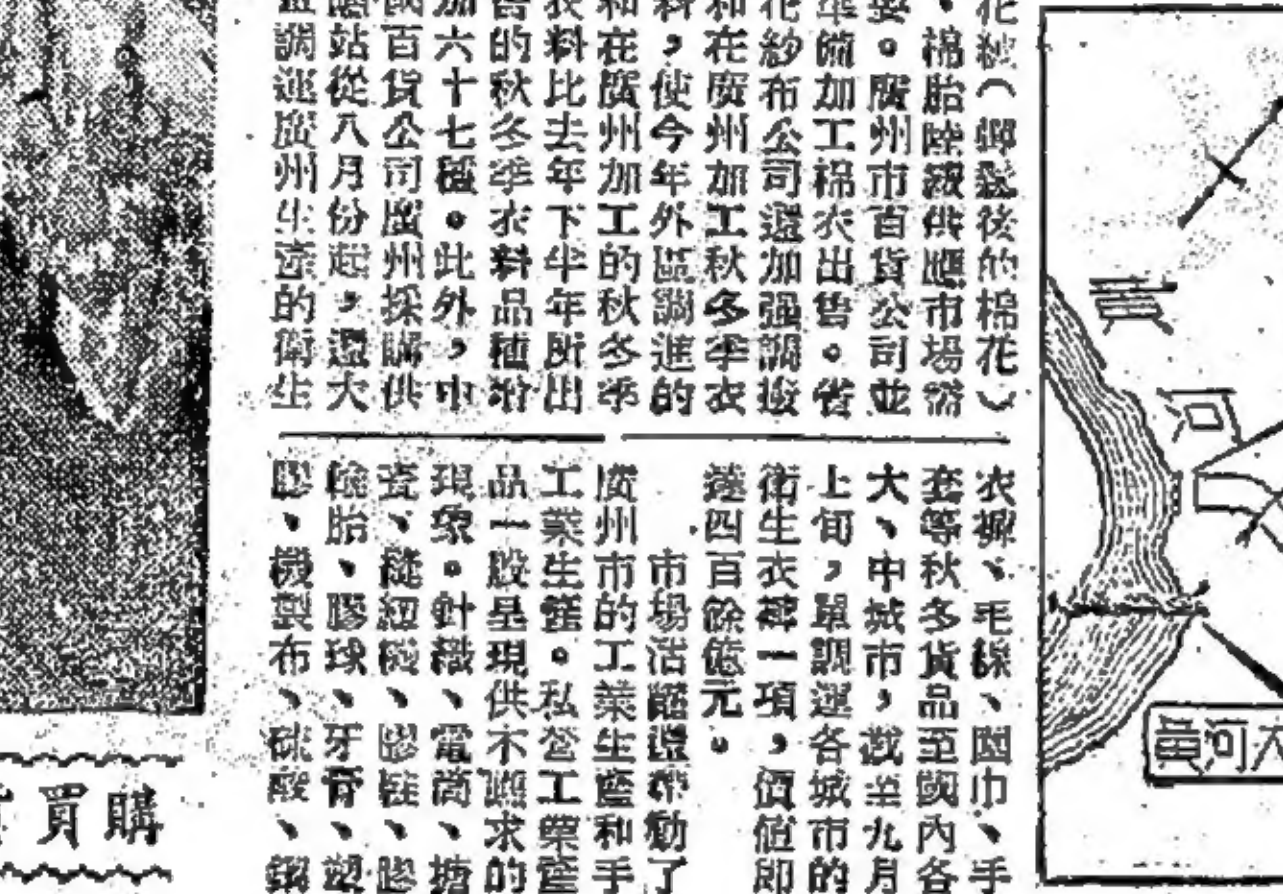 花絨（彈鬆後的棉花）
、棉胎陸續供應市場需
要。廣州市百貨公司並
準備加工棉衣出售。省
花紗布公司還加強調撥
和在廣州加工秋冬季衣
料，使今年外區調進的
和在廣州加工的秋冬季
衣料比去年下半年所出
售的秋冬季衣料品種增
加六十七種。此外，中
國百貨公司廣州採購供
應站從八月份起，還大
量調運廣州生產的衛生
衣褲、毛線、圍巾、手
套等秋冬貨品至國內各
大、中城市，截至九月
上旬，單調運各城市的
衛生衣褲一項，價值即
達四百餘億元。
市場活躍還帶動了
廣州市的工業生產和手
工業生產。私營工業產
品一般呈現供不應求的
現象。針織、電筒、搪
瓷、縫紉機、膠鞋、膠
輪胎、膠球、牙膏、塑
膠、機製布、硫酸、鋼
黃
河
黃河大
購買